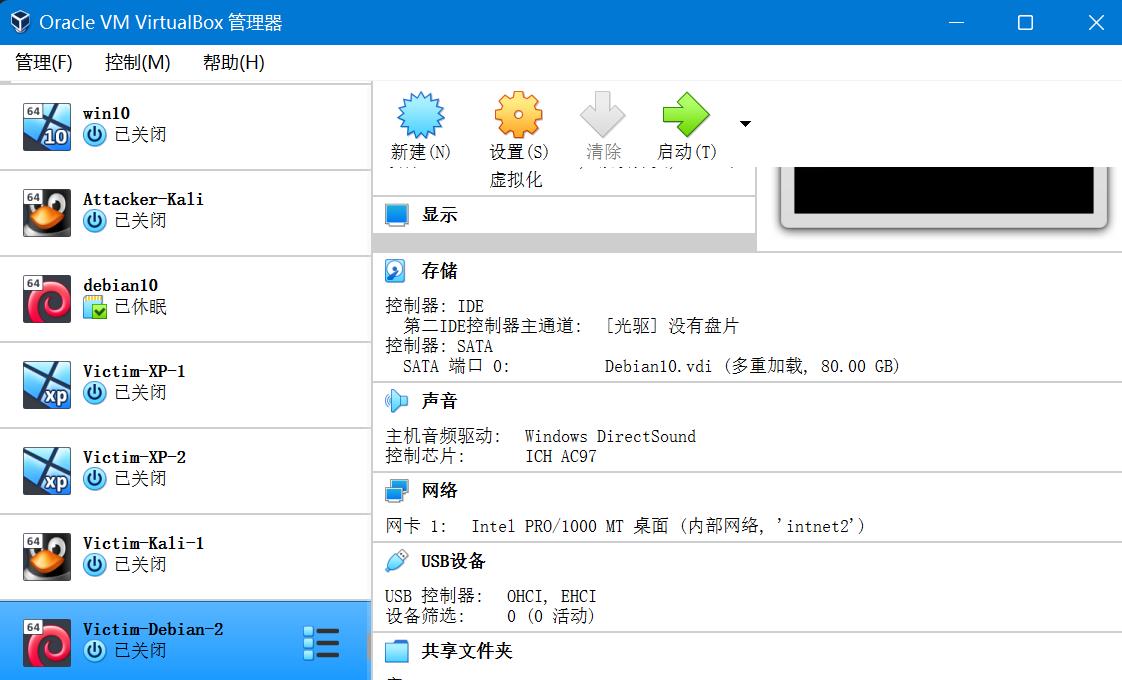 Oracle VM VirtualBox 管理器
管理(F) 控制(M) 帮助(H)
64
10
win10
已关闭
64
Attacker-Kali
已关闭
64
debian10
已休眠
xp
Victim-XP-1
已关闭
xp
Victim-XP-2
已关闭
64
Victim-Kali-1
已关闭
64
Victim-Debian-2
已关闭
新建(N) 设置(S) 清除 启动(T)
虚拟化
显示
存储
控制器: IDE
第二IDE控制器主通道: [光驱] 没有盘片
控制器: SATA
SATA 端口 0: Debian10.vdi (多重加载, 80.00 GB)
声音
主机音频驱动: Windows DirectSound
控制芯片: ICH AC97
网络
网卡 1: Intel PRO/1000 MT 桌面 (内部网络, 'intnet2')
USB设备
USB 控制器: OHCI, EHCI
设备筛选: 0 (0 活动)
共享文件夹